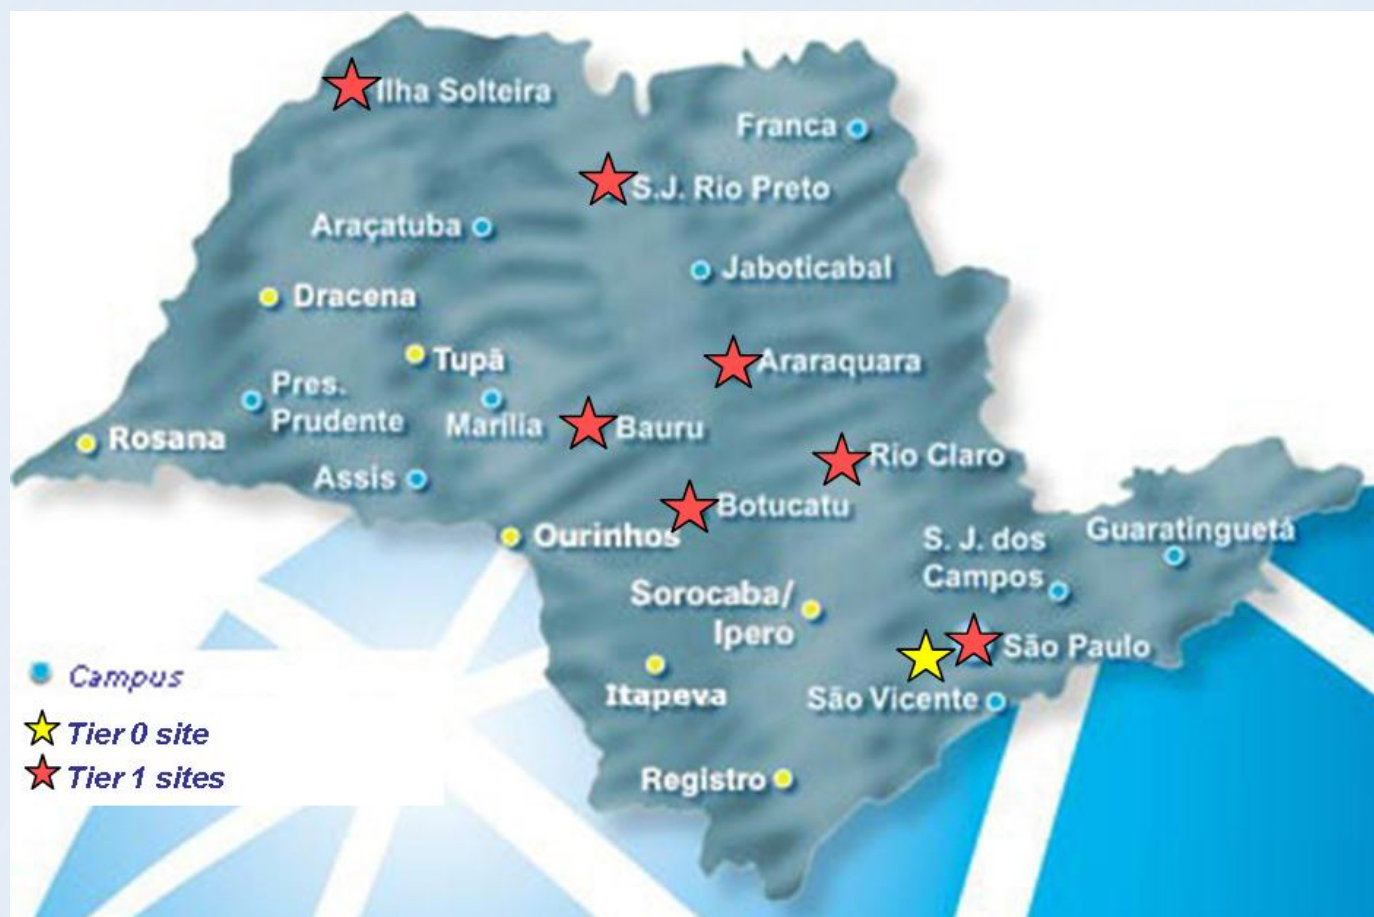 Ilha Solteira
Franca
S.J. Rio Preto
Araçatuba
Jaboticabal
Dracena
Tupã
Araraquara
Pres.
Prudente
Marília
Bauru
Rosana
Rio Claro
Assis
Botucatu
Ourinhos
Guaratinguetá
S. J. dos
Campos
Sorocaba/
Ipero
São Paulo
Campus
Itapeva
São Vicente
Tier 0 site
Tier 1 sites
Registro